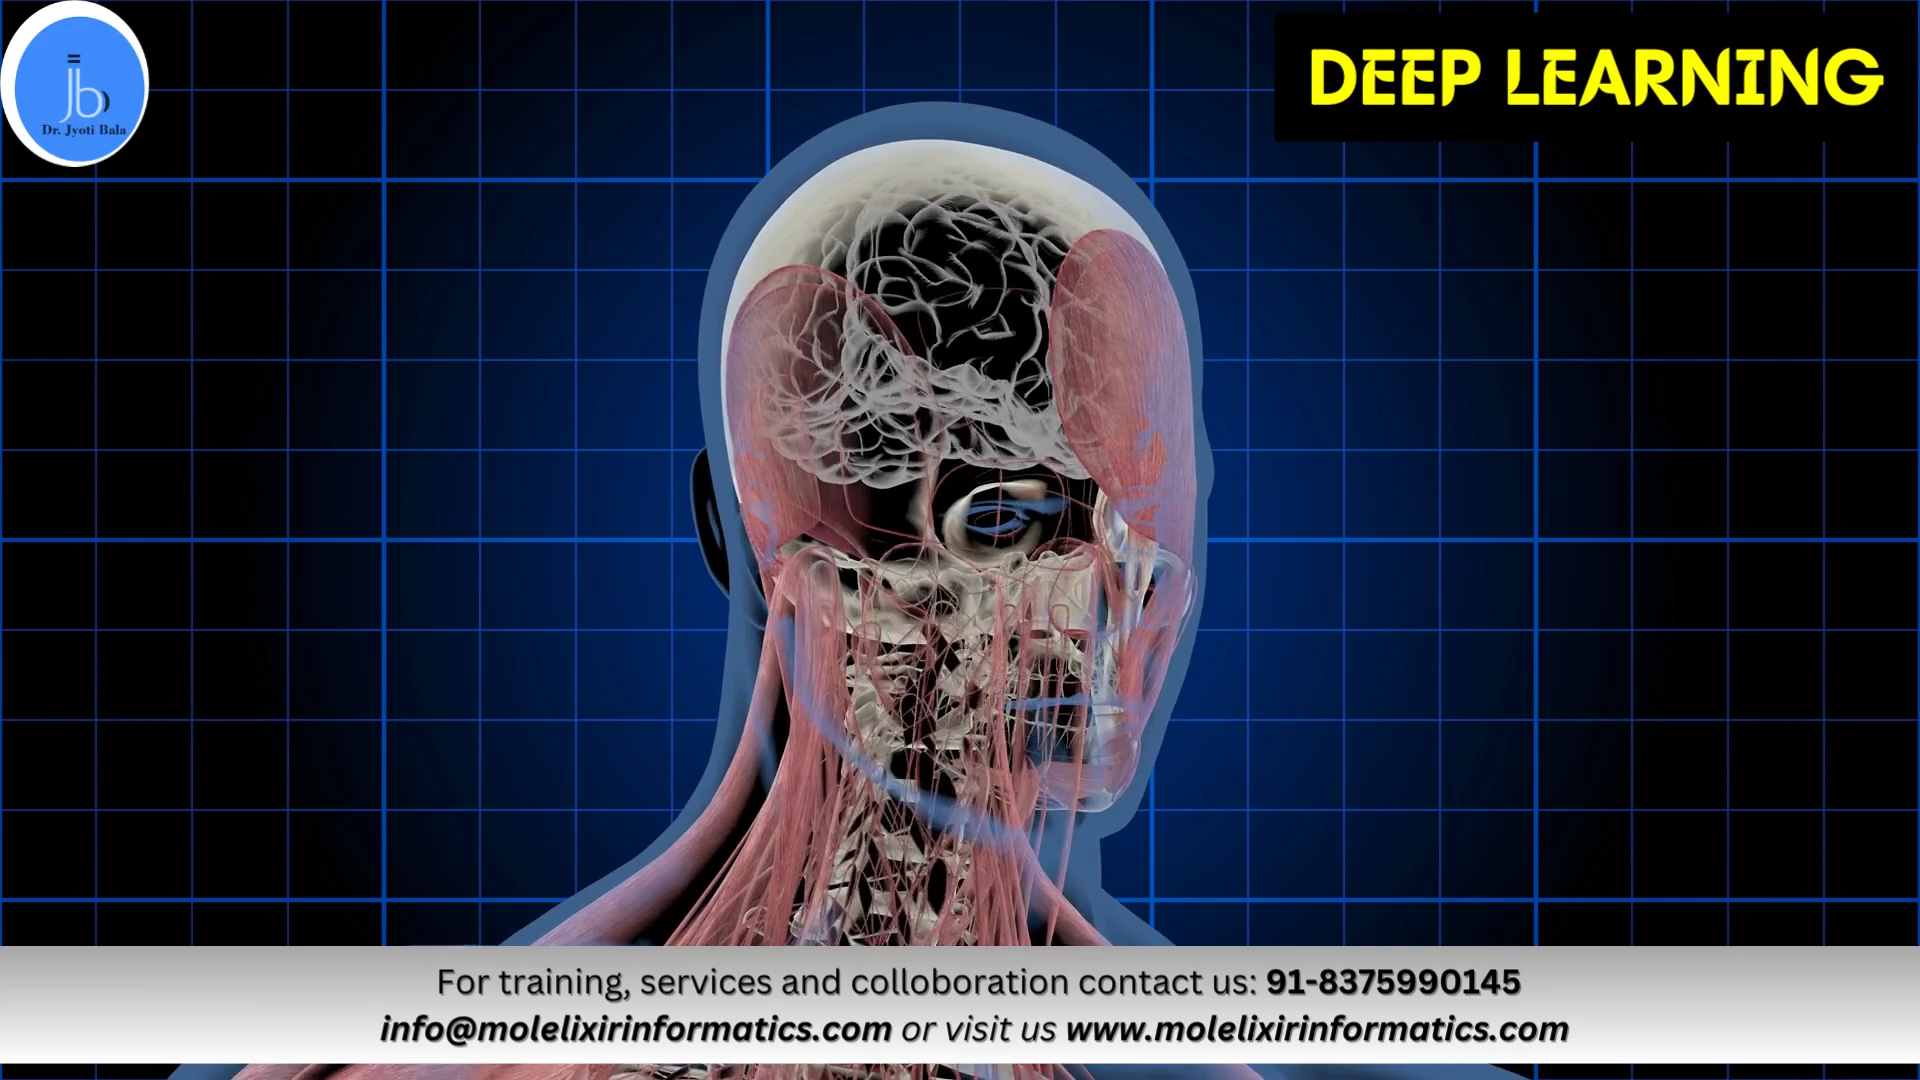 DEEP LEARNING
Dr. Jyoti Bala
For training, services and colloboration contact us: 91-8375990145
info@molelixirinformatics.com or visit us www.molelixirinformatics.com